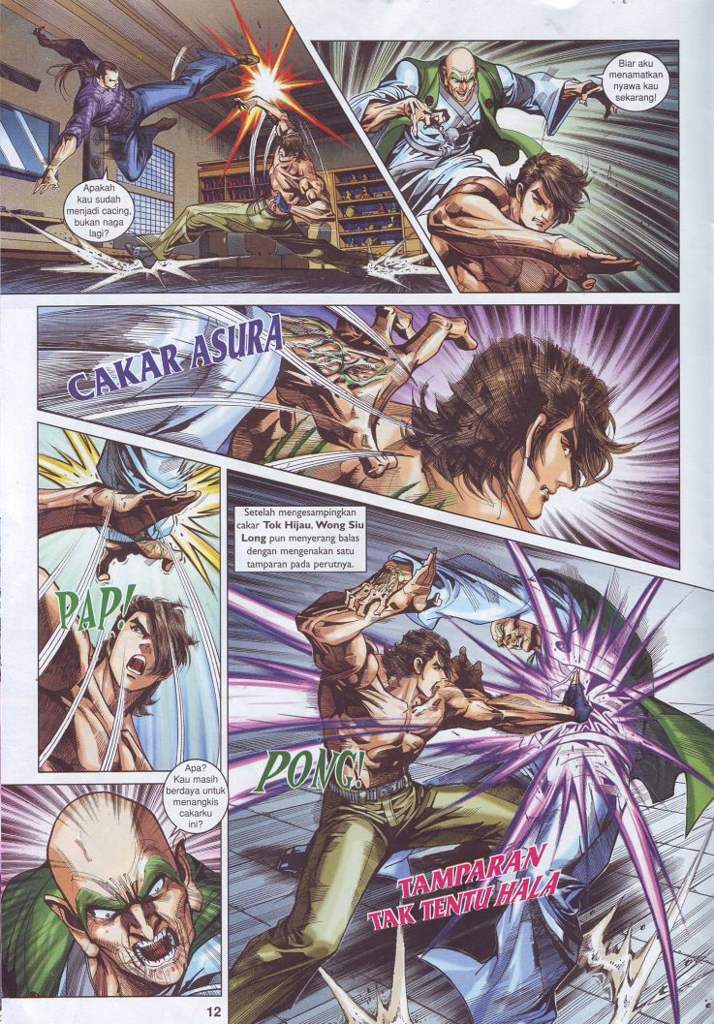 Apakah
kau sudah
menjadi cacing,
bukan naga
lagi?
Biar aku
menamatkan
nyawa kau
sekarang!
CAKAR ASURA
PAP!
Setelah mengesampingkan
cakar Tok Hijau, Wong Siu
Long pun menyerang balas
dengan mengenakan satu
tamparan pada perutnya.
PONG!
TAMPARAN
TAK TENTU HALA
Apa?
Kau masih
berdaya untuk
menangkis
cakarku
ini?
12